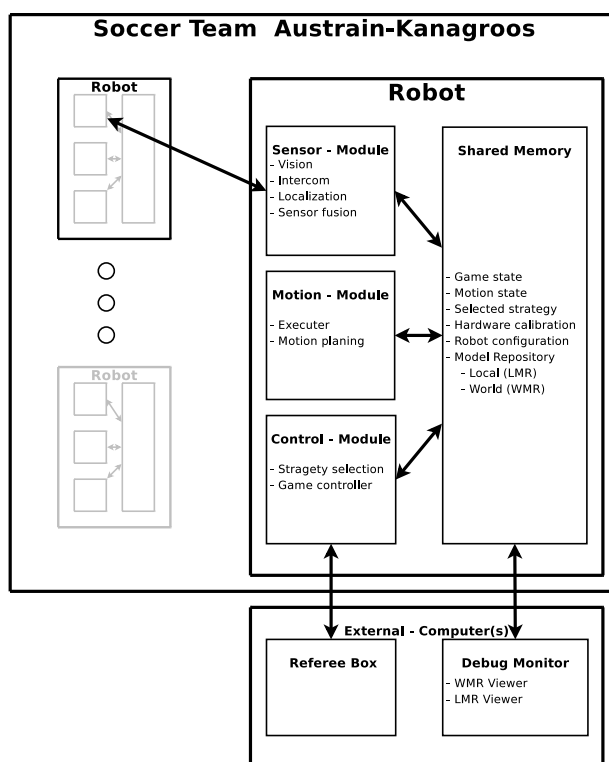 Soccer Team  Austrain-Kanagroos
Robot
Robot
Robot
Sensor - Module
- Vision
- Intercom
- Localization
- Sensor fusion
Motion - Module
- Executer
- Motion planing
Control - Module
- Stragety selection
- Game controller
Shared Memory
- Game state
- Motion state
- Selected strategy
- Hardware calibration
- Robot configuration
- Model Repository
- Local (LMR)
- World (WMR)
External - Computer(s)
Referee Box
Debug Monitor
- WMR Viewer
- LMR Viewer